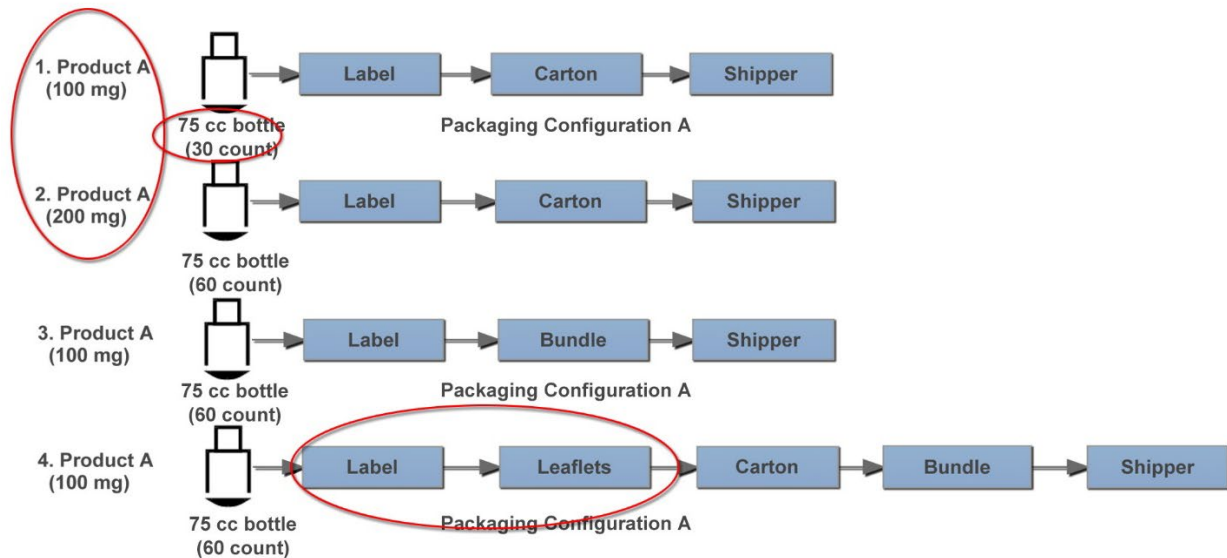 1. Product A
(100 mg)
75 cc bottle
(30 count)
Label
Carton
Shipper
Packaging Configuration A
2. Product A
(200 mg)
75 cc bottle
(60 count)
Label
Carton
Shipper
3. Product A
(100 mg)
75 cc bottle
(60 count)
Label
Bundle
Shipper
Packaging Configuration A
4. Product A
(100 mg)
75 cc bottle
(60 count)
Label
Leaflets
Carton
Bundle
Shipper
Packaging Configuration A